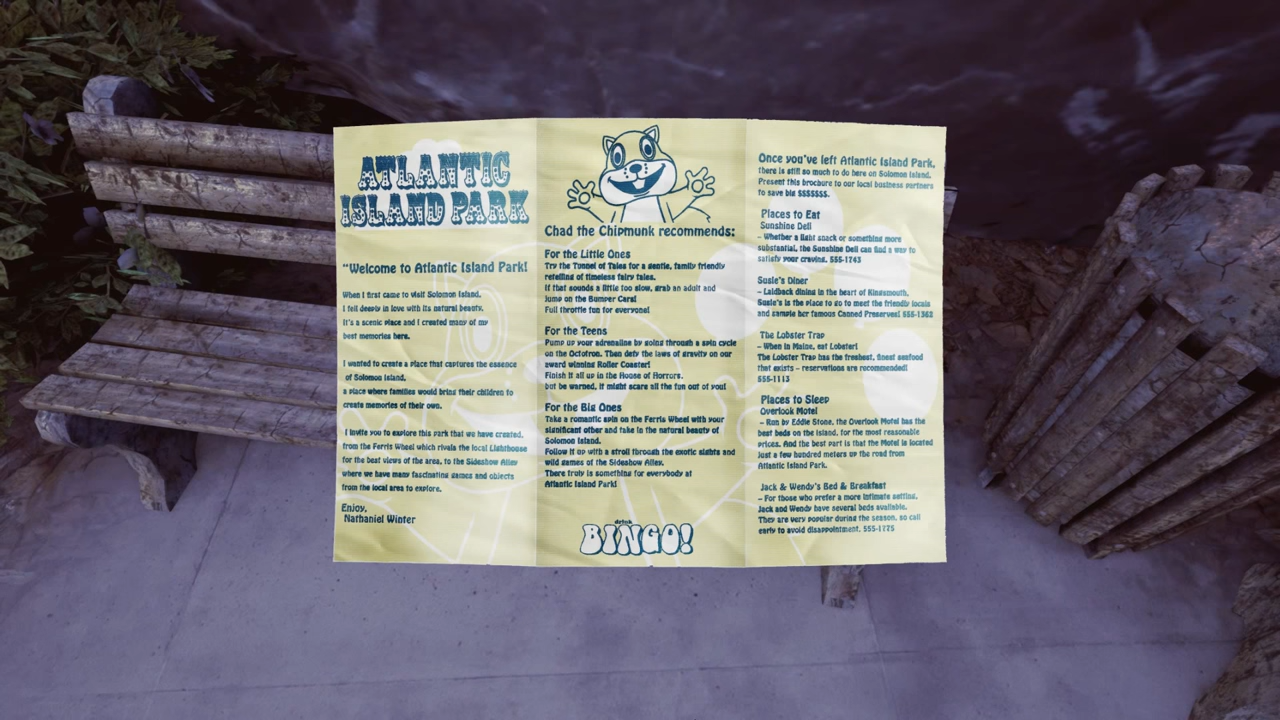 ATLANTIC
ISLAND PARK
"Welcome to Atlantic Island Park!
When I first came to visit Solomon Island,
I fell deeply in love with its natural beauty.
It's a scenic place and I created many of my
best memories here.
I wanted to create a place that captures the essence
of Solomon Island,
a place where families would bring their children to
create memories of their own.
I invite you to explore this park that we have created,
from the Ferris Wheel which rivals the local Lighthouse
for the best views of the area, to the Sideshow Alley
where we have many fascinating games and objects
from the local area to explore.
Enjoy,
Nathaniel Winter
Chad the Chipmunk recommends:
For the Little Ones
Try the Tunnel of Tales for a gentle, family friendly
retelling of timeless fairy tales.
If that sounds a little too slow, grab an adult and
jump on the Bumper Cars!
Full throttle fun for everyone!
For the Teens
Pump up your adrenaline by going through a spin cycle
on the Octotron. Then defy the laws of gravity on our
award winning Roller Coaster!
Finish it all up in the House of Horrors,
but be warned, it might scare all the fun out of you!
For the Big Ones
Take a romantic spin on the Ferris Wheel with your
significant other and take in the natural beauty of
Solomon Island.
Follow it up with a stroll through the exotic sights and
wild games of the Sideshow Alley.
There truly is something for everybody at
Atlantic Island Park!
drink
BINGO!
Once you've left Atlantic Island Park,
there is still so much to do here on Solomon Island.
Present this brochure to our local business partners
to save big $$$$$$$.
Places to Eat
Sunshine Deli
- Whether a light snack or something more
substantial, the Sunshine Deli can find a way to
satisfy your craving. 555-1743
Susie's Diner
- Laidback dining in the heart of Kingsmouth,
Susie's is the place to go to meet the friendly locals
and sample her famous Canned Preserves! 555-1362
The Lobster Trap
- When in Maine, eat Lobster!
The Lobster Trap has the freshest, finest seafood
that exists - reservations are recommended!
555-1113
Places to Sleep
Overlook Motel
- Run by Eddie Stone, the Overlook Motel has the
best beds on the island, for the most reasonable
prices. And the best part is that the Motel is located
just a few hundred meters up the road from
Atlantic Island Park.
Jack & Wendy's Bed & Breakfast
- For those who prefer a more intimate setting,
Jack and Wendy have several beds available.
They are very popular during the season, so call
early to avoid disappointment. 555-1775